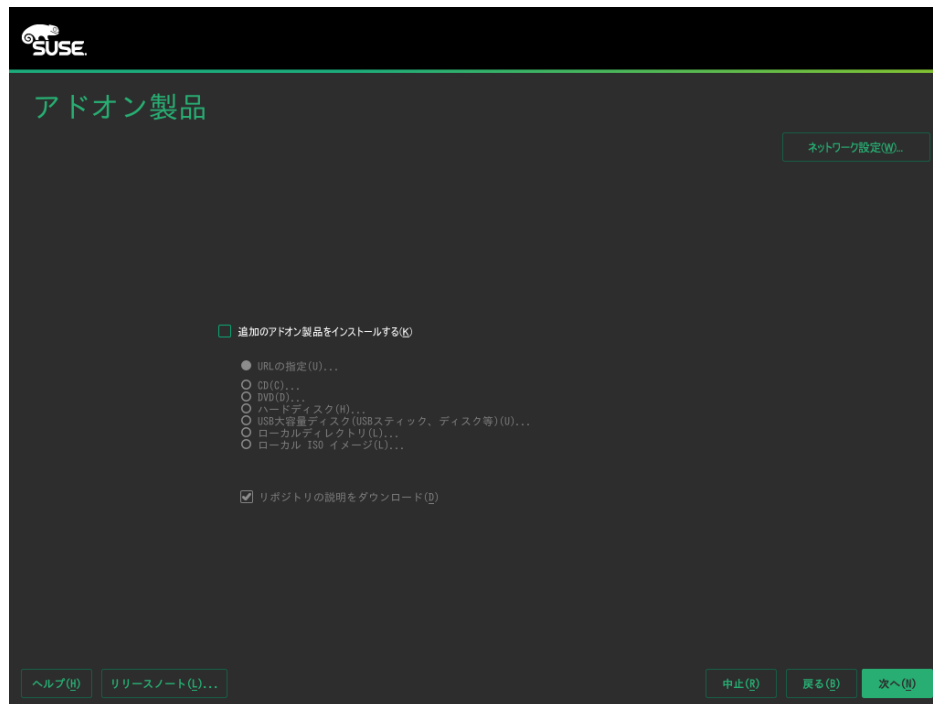 SUSE.
アドオン製品
ネットワーク設定(W)...
追加のアドオン製品をインストールする(K)
URLの指定(U)...
CD(C)...
DVD(D)...
ハードディスク(H)...
USB大容量ディスク(USBスティック、ディスク等)(U)...
ローカルディレクトリ(L)...
ローカル ISO イメージ(L)...
リポジトリの説明をダウンロード(D)
ヘルプ(H) リリースノート(L)... 中止(R) 戻る(B) 次へ(N)